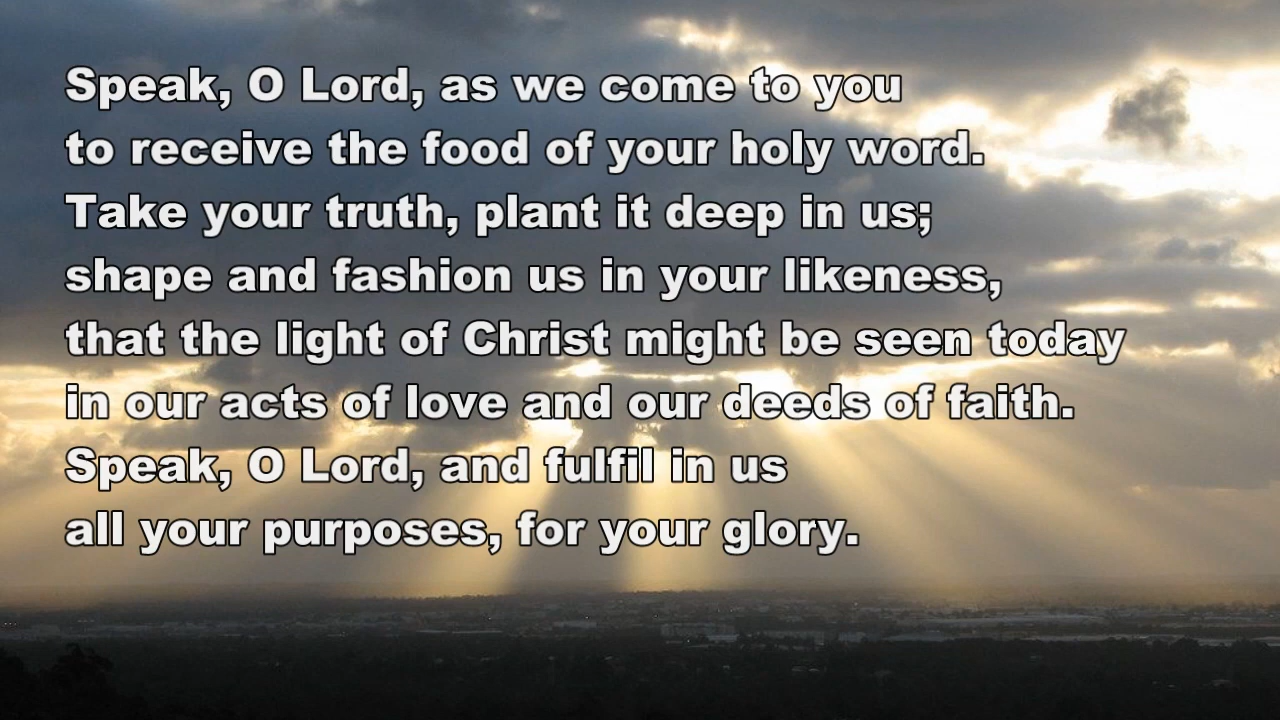 Speak, O Lord, as we come to you
to receive the food of your holy word.
Take your truth, plant it deep in us;
shape and fashion us in your likeness,
that the light of Christ might be seen today
in our acts of love and our deeds of faith.
Speak, O Lord, and fulfil in us
all your purposes, for your glory.